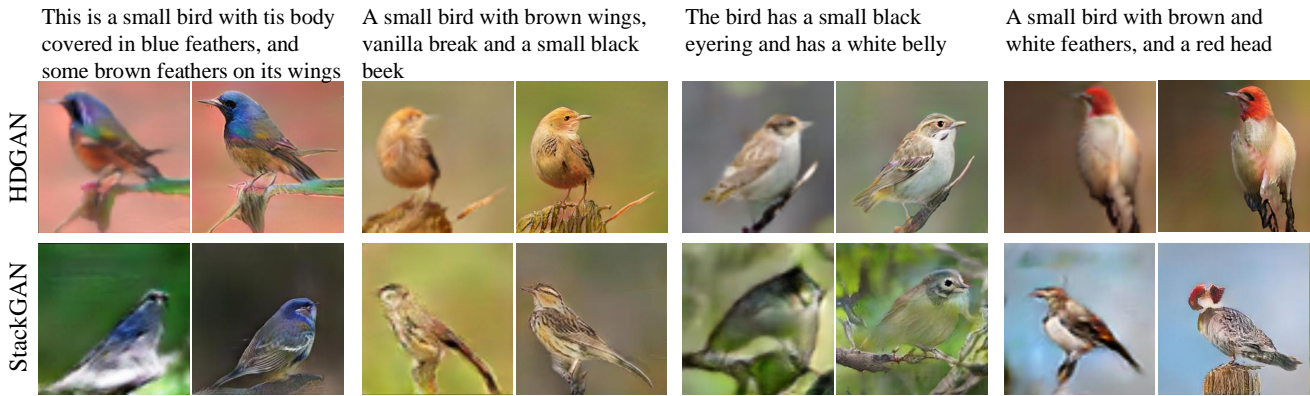 This is a small bird with tis body
covered in blue feathers, and
some brown feathers on its wings
A small bird with brown wings,
vanilla break and a small black
beek
The bird has a small black
eyering and has a white belly
A small bird with brown and
white feathers, and a red head
HDGAN
StackGAN